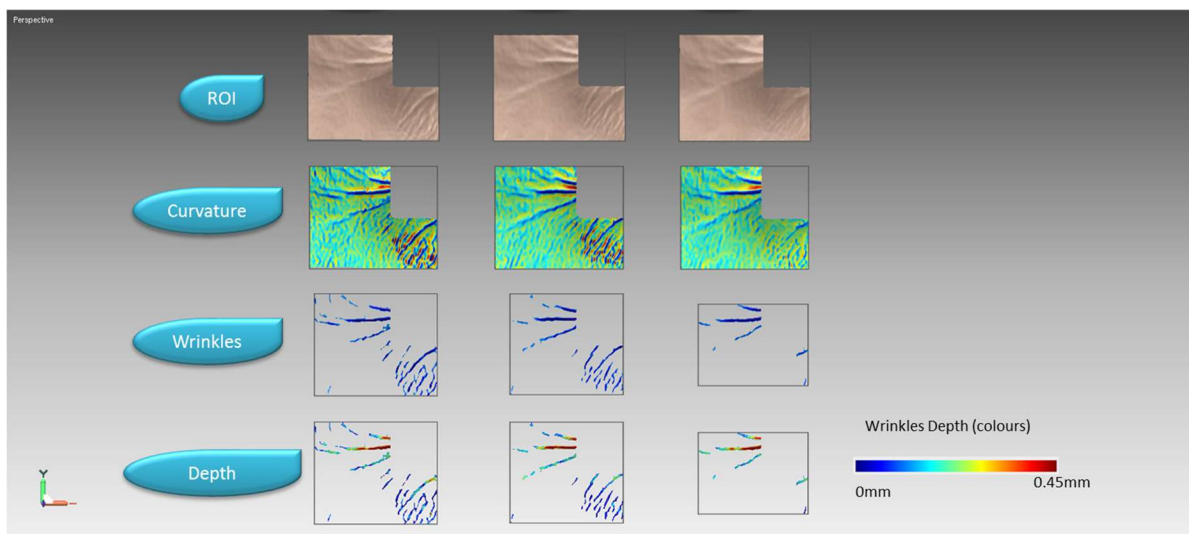 Perspective
ROI
Curvature
Wrinkles
Depth
Wrinkles Depth (colours)
0mm
0.45mm
Y